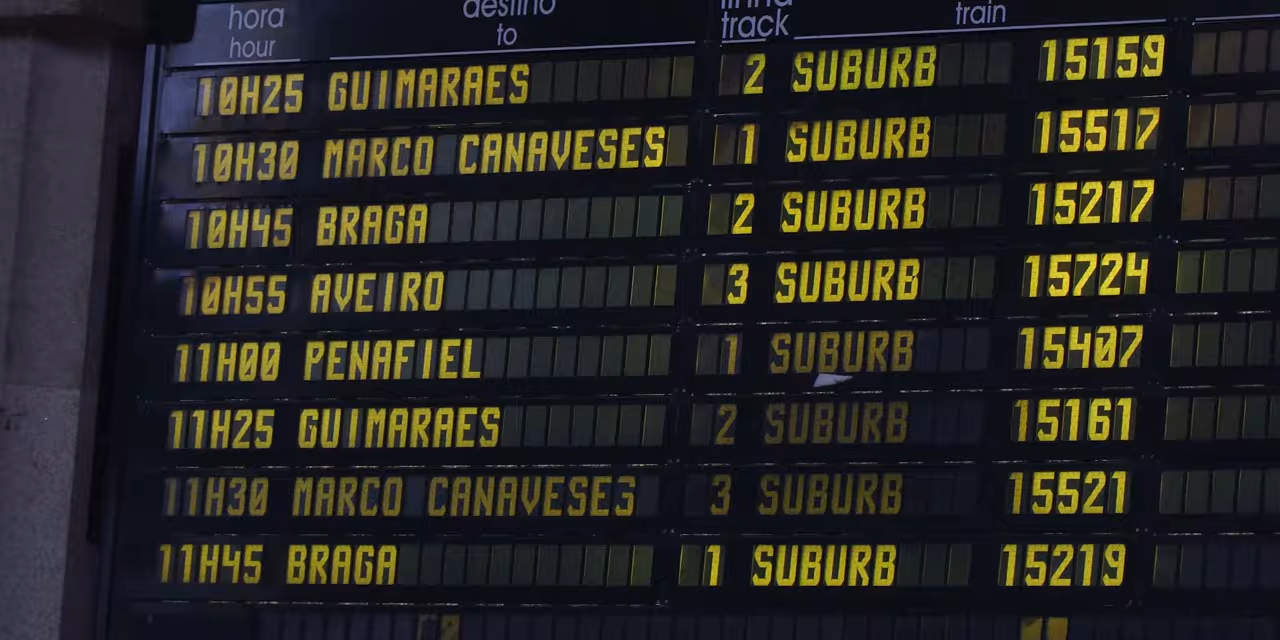 hora destino linha
hour to track train
10H25 GUIMARAES 2 SUBURB 15159
10H30 MARCO CANAVESES 1 SUBURB 15517
10H45 BRAGA 2 SUBURB 15217
10H55 AVEIRO 3 SUBURB 15724
11H00 PENAFIEL 1 SUBURB 15407
11H25 GUIMARAES 2 SUBURB 15161
11H30 MARCO CANAVESE3 3 SUBURB 15521
11H45 BRAGA 1 SUBURB 15219